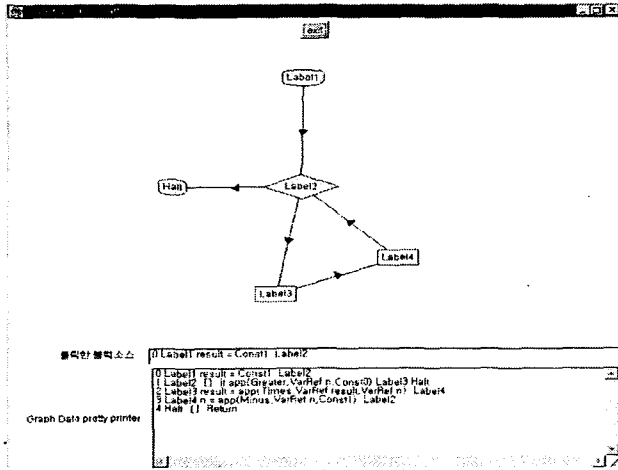 exit
Label1
Halt
Label2
Label4
Label3
클릭한 블럭소스
0 Label1 result = Const1 Label2
0 Label1 result = Const1 Label2
1 Label2 [] if app(Greater,VarRef n,Const0) Label3 Halt
2 Label3 result = app(Times,VarRef result,VarRef n) Label4
3 Label4 n = app(Minus,VarRef n,Const1) Label2
4 Halt [] Return
Graph Data pretty printer